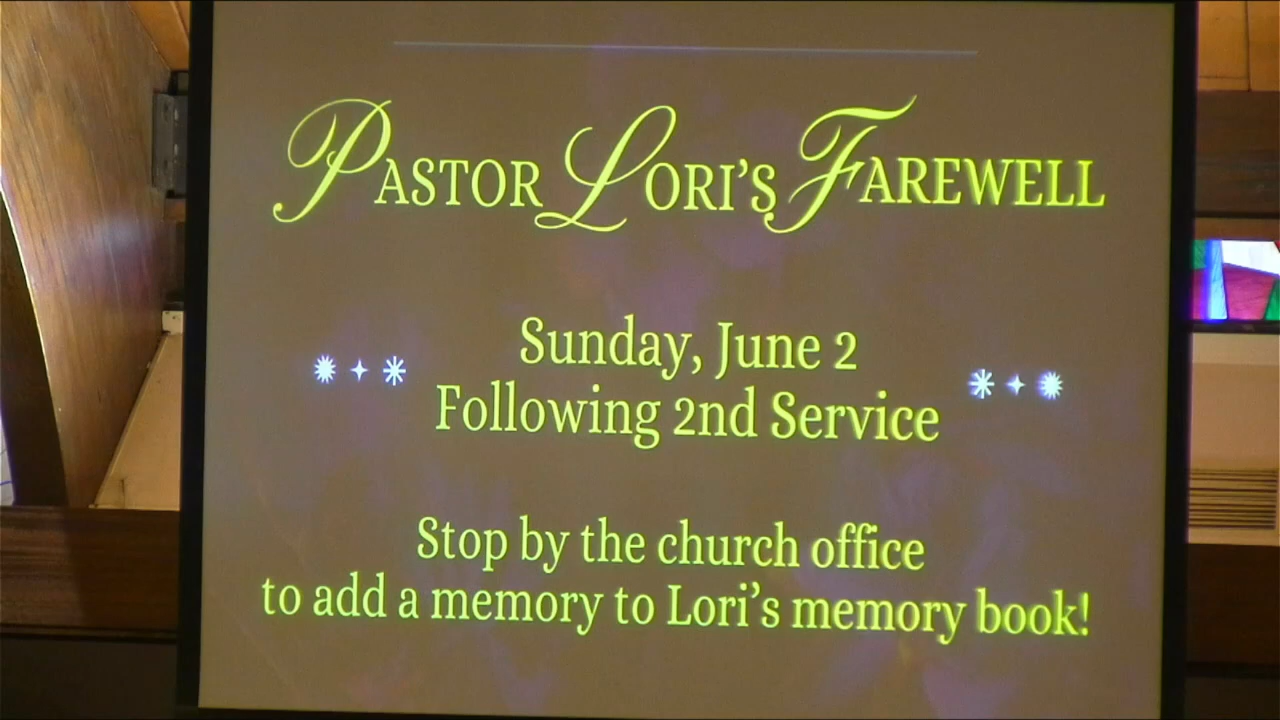 Pastor Lori's Farewell
Sunday, June 2
Following 2nd Service
Stop by the church office
to add a memory to Lori's memory book!